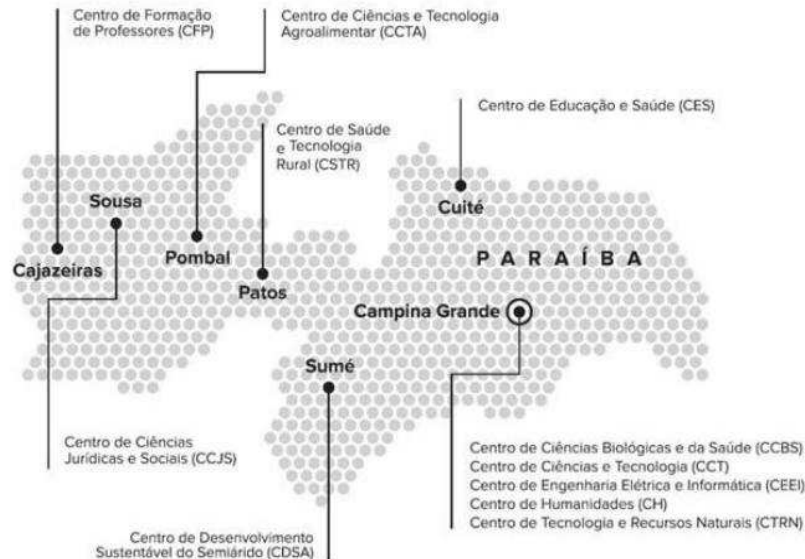 Centro de Formação
de Professores (CFP)
Centro de Ciências e Tecnologia
Agroalimentar (CCTA)
Centro de Educação e Saúde (CES)
Centro de Saúde
e Tecnologia
Rural (CSTR)
Sousa
Cuité
Cajazeiras
Pombal
PARAÍBA
Patos
Campina Grande
Sumé
Centro de Ciências
Jurídicas e Sociais (CCJS)
Centro de Ciências Biológicas e da Saúde (CCBS)
Centro de Ciências e Tecnologia (CCT)
Centro de Engenharia Elétrica e Informática (CEEI)
Centro de Humanidades (CH)
Centro de Tecnologia e Recursos Naturais (CTRN)
Centro de Desenvolvimento
Sustentável do Semiárido (CDSA)